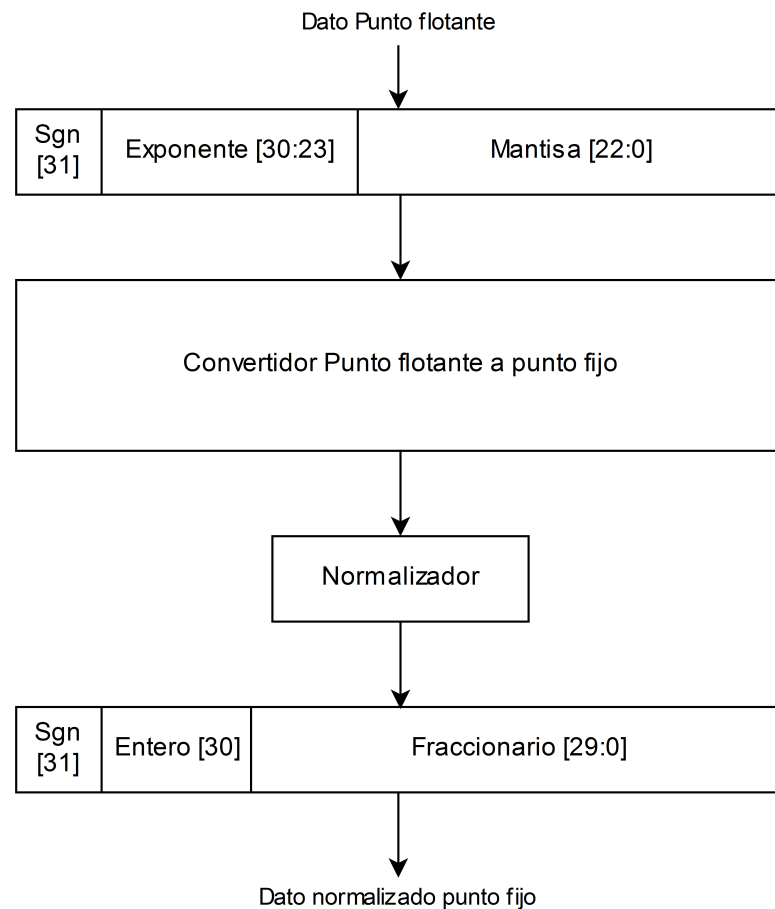 Dato Punto flotante
Sgn
[31]
Exponente [30:23]
Mantisa [22:0]
Convertidor Punto flotante a punto fijo
Normalizador
Sgn
[31]
Entero [30]
Fraccionario [29:0]
Dato normalizado punto fijo